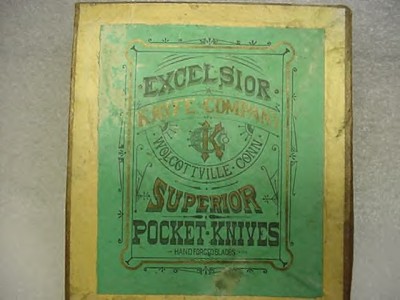 EXCELSIOR
KNIFE COMPANY
WOLCOTTVILLE-CONN
SUPERIOR
POCKET-KNIVES
HAND FORGED BLADES